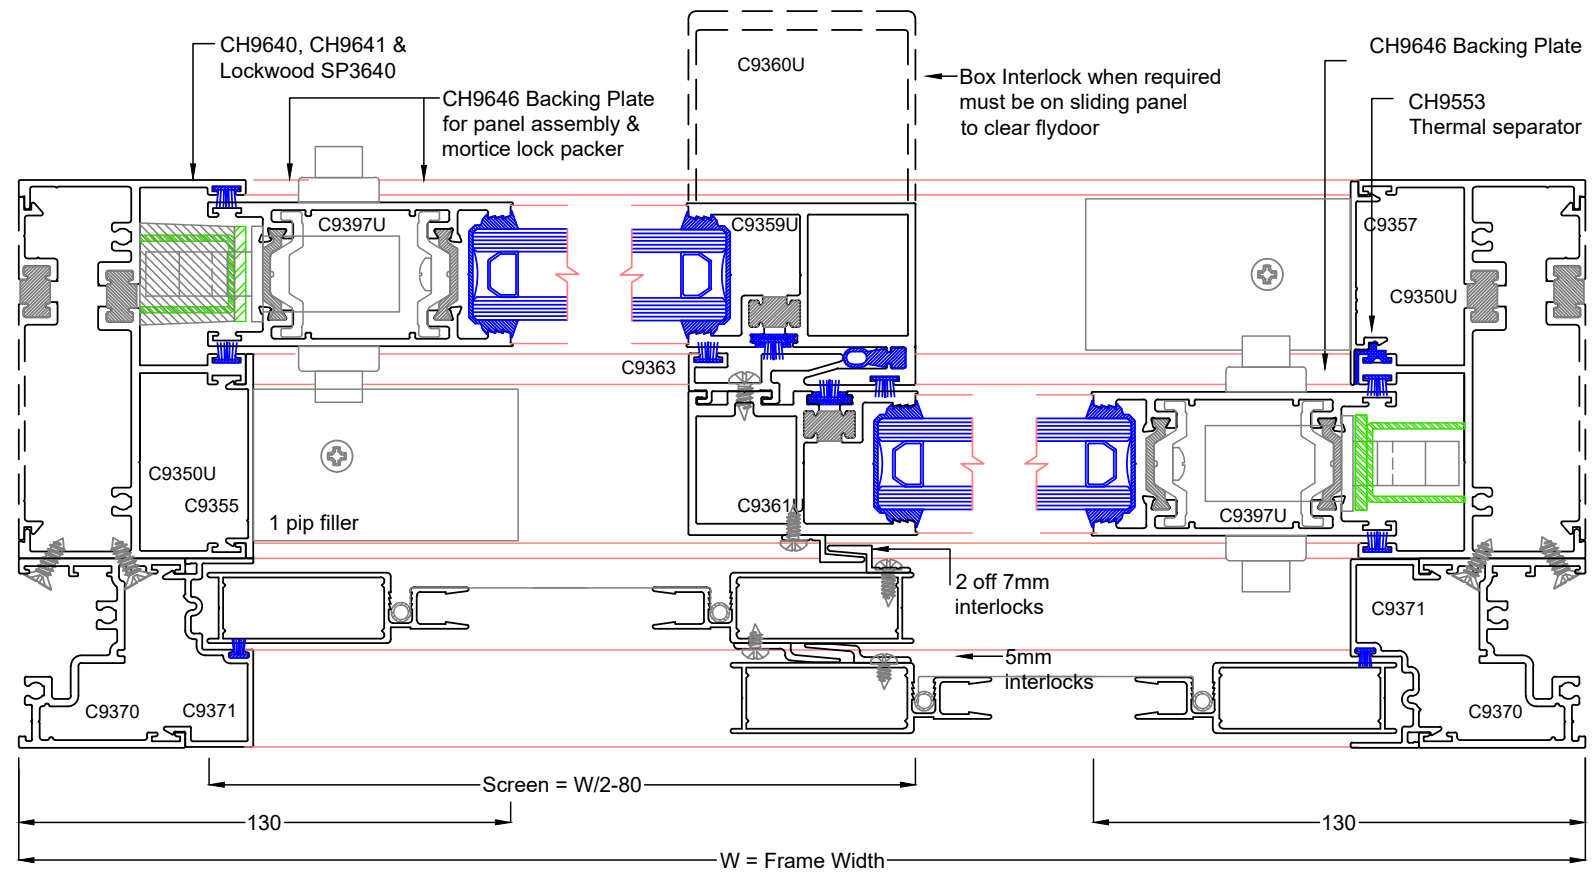 CH9640, CH9641 &
Lockwood SP3640
CH9646 Backing Plate
for panel assembly &
mortice lock packer
C9360U
Box Interlock when required
must be on sliding panel
to clear flydoor
CH9646 Backing Plate
CH9553
Thermal separator
C9397U
C9359U
C9357
C9350U
C9363
C9350U
C9355
1 pip filler
C9361U
C9397U
2 off 7mm
interlocks
C9371
5mm
interlocks
C9370
C9371
C9370
Screen = W/2-80
130
130
W = Frame Width